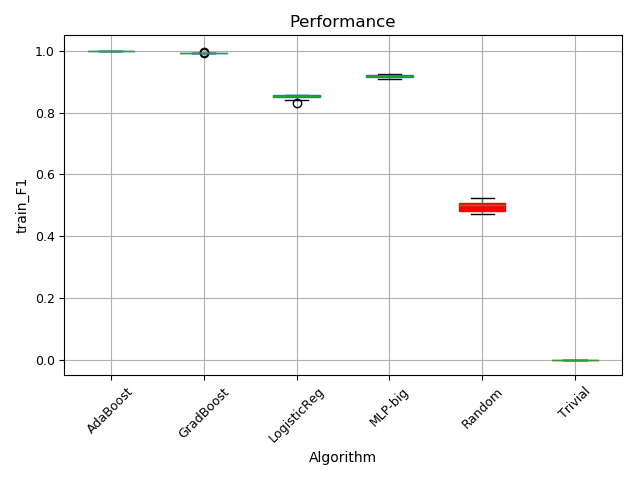 Performance
train_F1
1.0
0.8
0.6
0.4
0.2
0.0
AdaBoost
GradBoost
LogisticReg
MLP-big
Random
Trivial
Algorithm